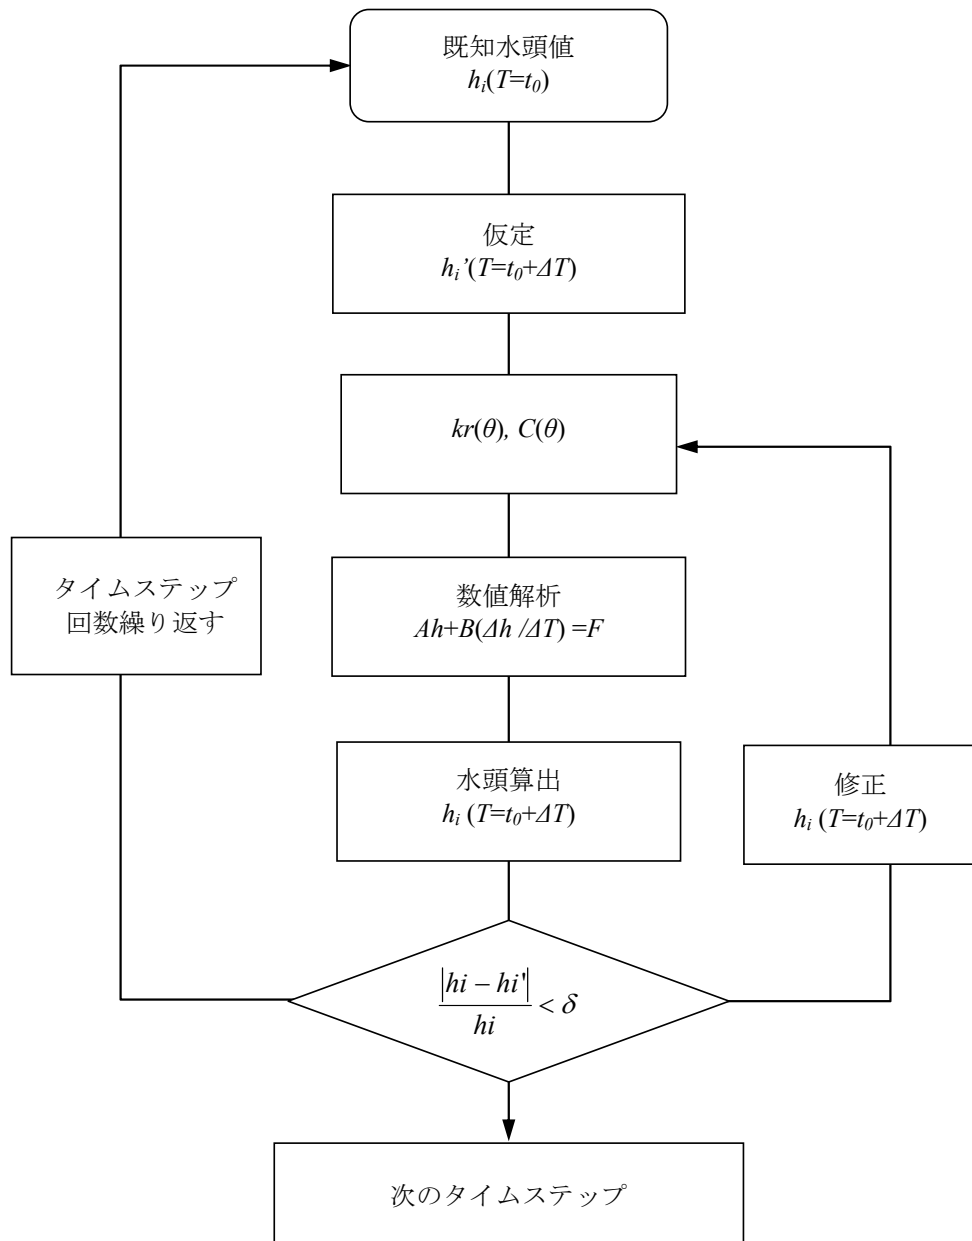 既知水頭値
hi(T=t0)
仮定
hi’(T=t0+ΔT)
kr(θ), C(θ)
タイムステップ
回数繰り返す
数値解析
Ah+B(Δh /ΔT) =F
水頭算出
hi (T=t0+ΔT)
修正
hi (T=t0+ΔT)
|hi − hi'|
hi
< δ
次のタイムステップ